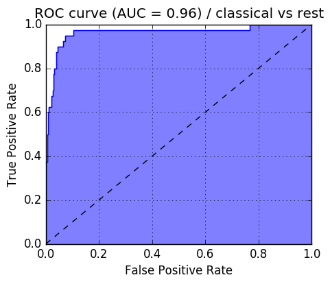 ROC curve (AUC = 0.96) / classical vs rest
True Positive Rate
1.0
0.8
0.6
0.4
0.2
0.0
0.0 0.2 0.4 0.6 0.8 1.0
False Positive Rate